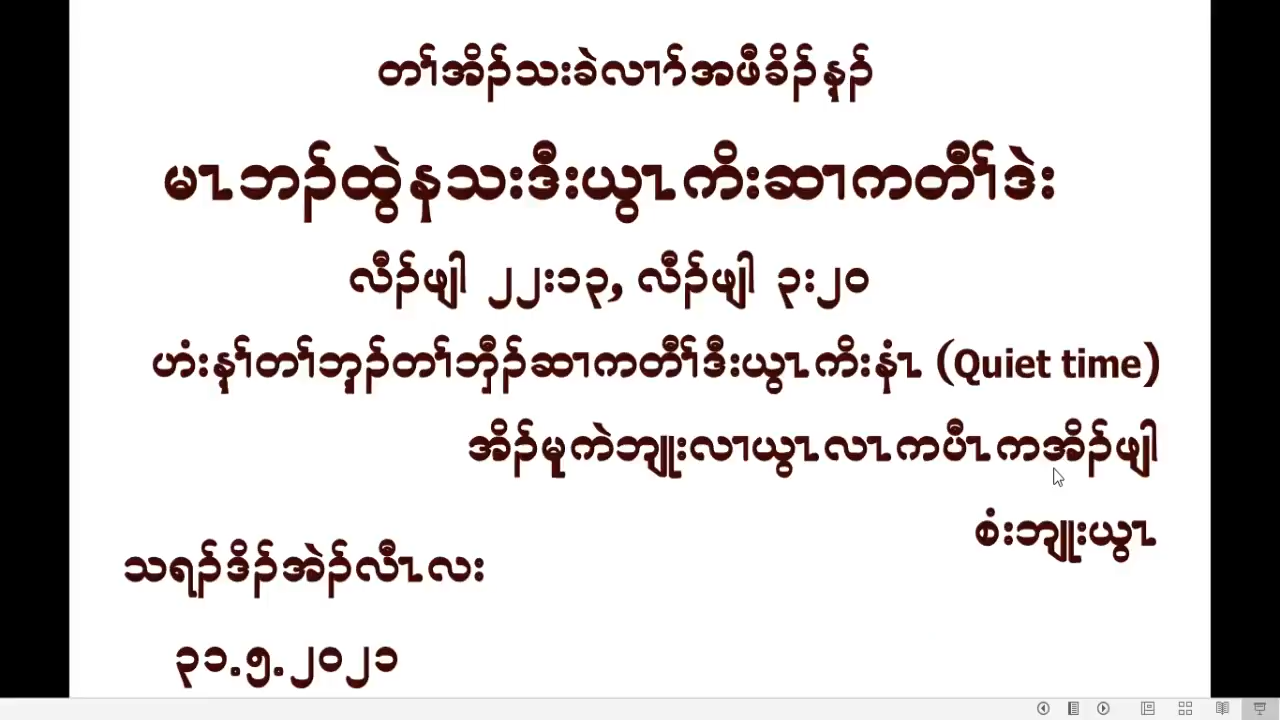 တၢ်အိၣ်သးခဲလၢာ်အဖီခိၣ်န့ၣ်
မၤဘၣ်ထွဲနသးဒီးယွၤကိးဆၢကတီၢ်ဒဲး
လီၣ်ဖျါ ၂၂း၁၃, လီၣ်ဖျါ ၃း၂၀
ဟံးန့ၢ်တၢ်ဘူၣ်တၢ်ဘှီၣ်ဆၢကတီၢ်ဒီးယွၤကိးနံၤ (Quiet time)
အိၣ်မူကဲဘျုးလၢယွၤလၤကပီၤကအိၣ်ဖျါ
စံးဘျုးယွၤ
သရၣ်ဒိၣ်အဲၣ်လီၤလး
၃၁.၅.၂၀၂၁